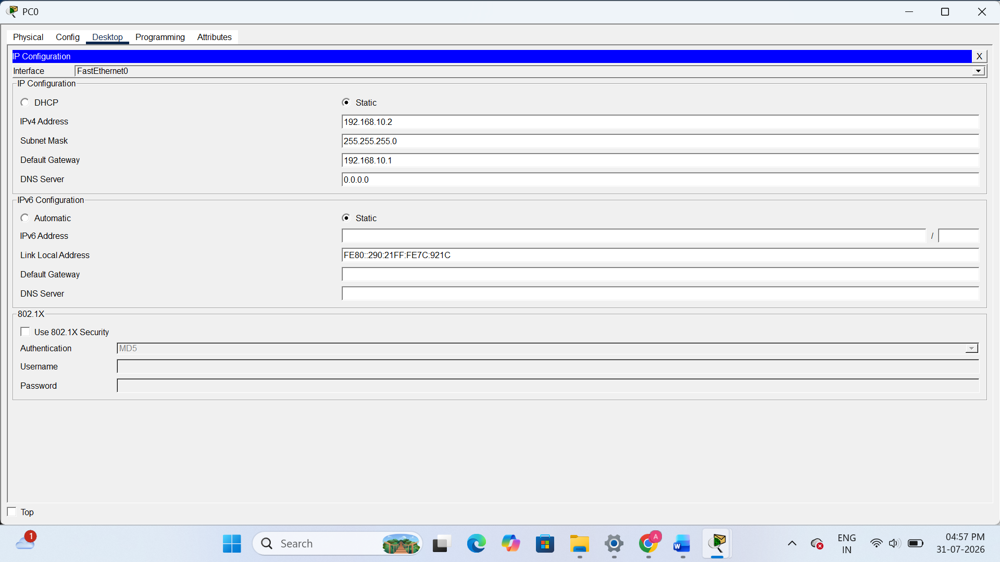 PC0
Physical Config Desktop Programming Attributes
IP Configuration X
Interface FastEthernet0
IP Configuration
DHCP Static
IPv4 Address 192.168.10.2
Subnet Mask 255.255.255.0
Default Gateway 192.168.10.1
DNS Server 0.0.0.0
IPv6 Configuration
Automatic Static
IPv6 Address /
Link Local Address FE80::290:21FF:FE7C:921C
Default Gateway
DNS Server
802.1X
Use 802.1X Security
Authentication MD5
Username
Password
Top
1
Search
A
W
ENG
IN
04:57 PM
31-07-2026